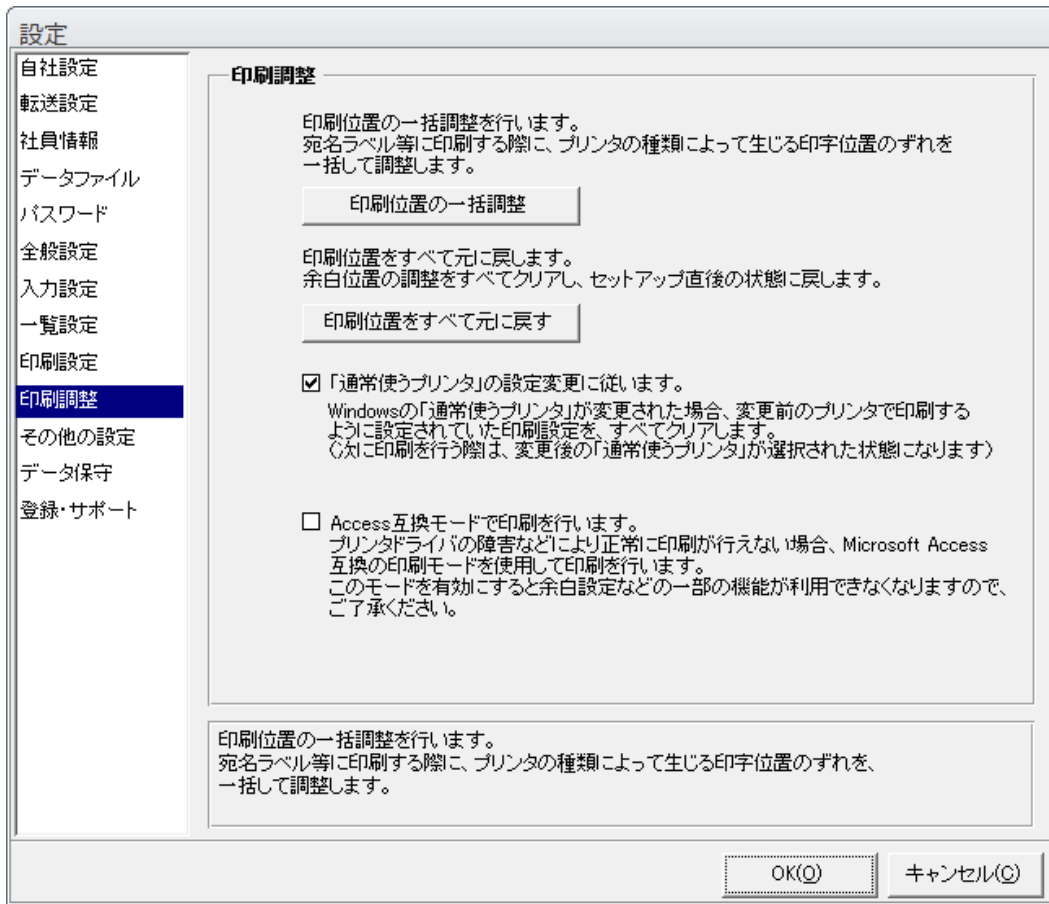 設定
自社設定
転送設定
社員情報
データファイル
パスワード
全般設定
入力設定
一覧設定
印刷設定
印刷調整
その他の設定
データ保守
登録・サポート
印刷調整
印刷位置の一括調整を行います。
宛名ラベル等に印刷する際に、プリンタの種類によって生じる印字位置のずれを
一括して調整します。
印刷位置の一括調整
印刷位置をすべて元に戻します。
余白位置の調整をすべてクリアし、セットアップ直後の状態に戻します。
印刷位置をすべて元に戻す
「通常使うプリンタ」の設定変更に従います。
Windowsの「通常使うプリンタ」が変更された場合、変更前のプリンタで印刷する
ように設定されていた印刷設定を、すべてクリアします。
(次に印刷を行う際は、変更後の「通常使うプリンタ」が選択された状態になります)
Access互換モードで印刷を行います。
プリンタドライバの障害などにより正常に印刷が行えない場合、Microsoft Access
互換の印刷モードを使用して印刷を行います。
このモードを有効にすると余白設定などの一部の機能が利用できなくなりますので、
ご了承ください。
印刷位置の一括調整を行います。
宛名ラベル等に印刷する際に、プリンタの種類によって生じる印字位置のずれを、
一括して調整します。
OK(O)
キャンセル(C)